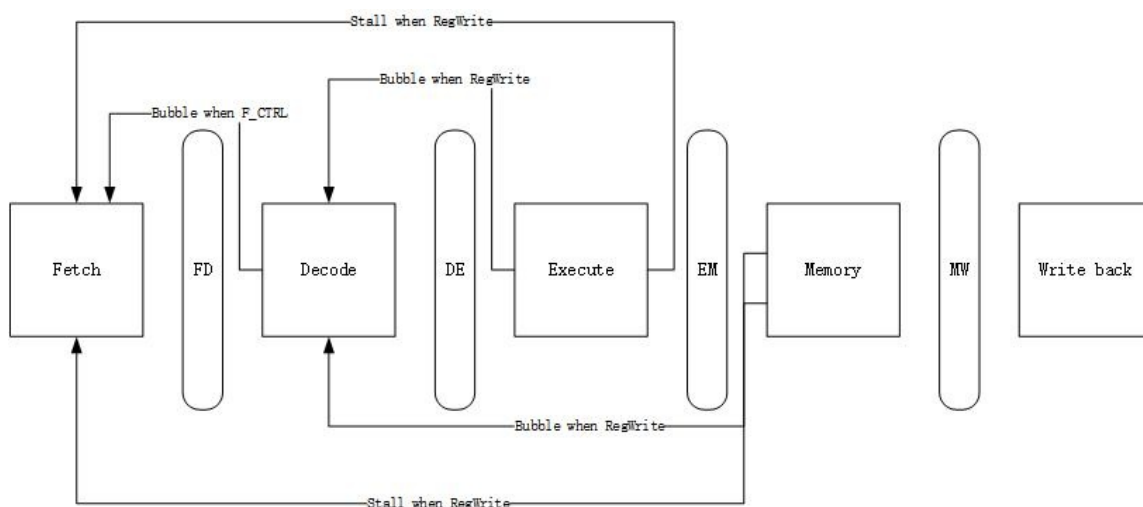 Stall when RegWrite
Bubble when RegWrite
Bubble when F_CTRL
Fetch
FD
Decode
DE
Execute
EM
Memory
MW
Write back
Bubble when RegWrite
Stall when RegWrite